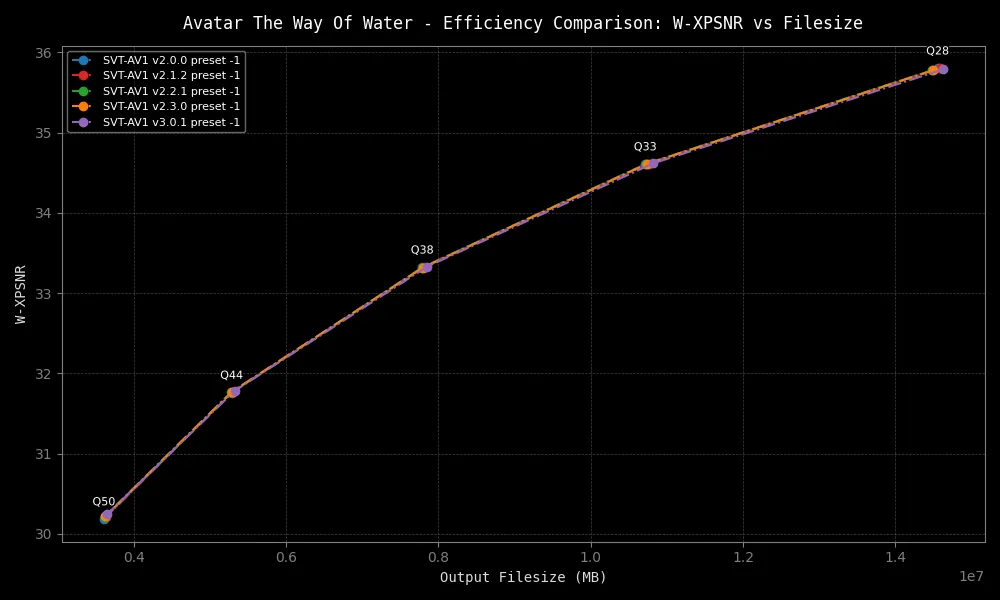 Avatar The Way Of Water - Efficiency Comparison: W-XPSNR vs Filesize
SVT-AV1 v2.0.0 preset -1
SVT-AV1 v2.1.2 preset -1
SVT-AV1 v2.2.1 preset -1
SVT-AV1 v2.3.0 preset -1
SVT-AV1 v3.0.1 preset -1
Q28
Q33
Q38
Q44
Q50
W-XPSNR
36
35
34
33
32
31
30
0.4 0.6 0.8 1.0 1.2 1.4
1e7
Output Filesize (MB)